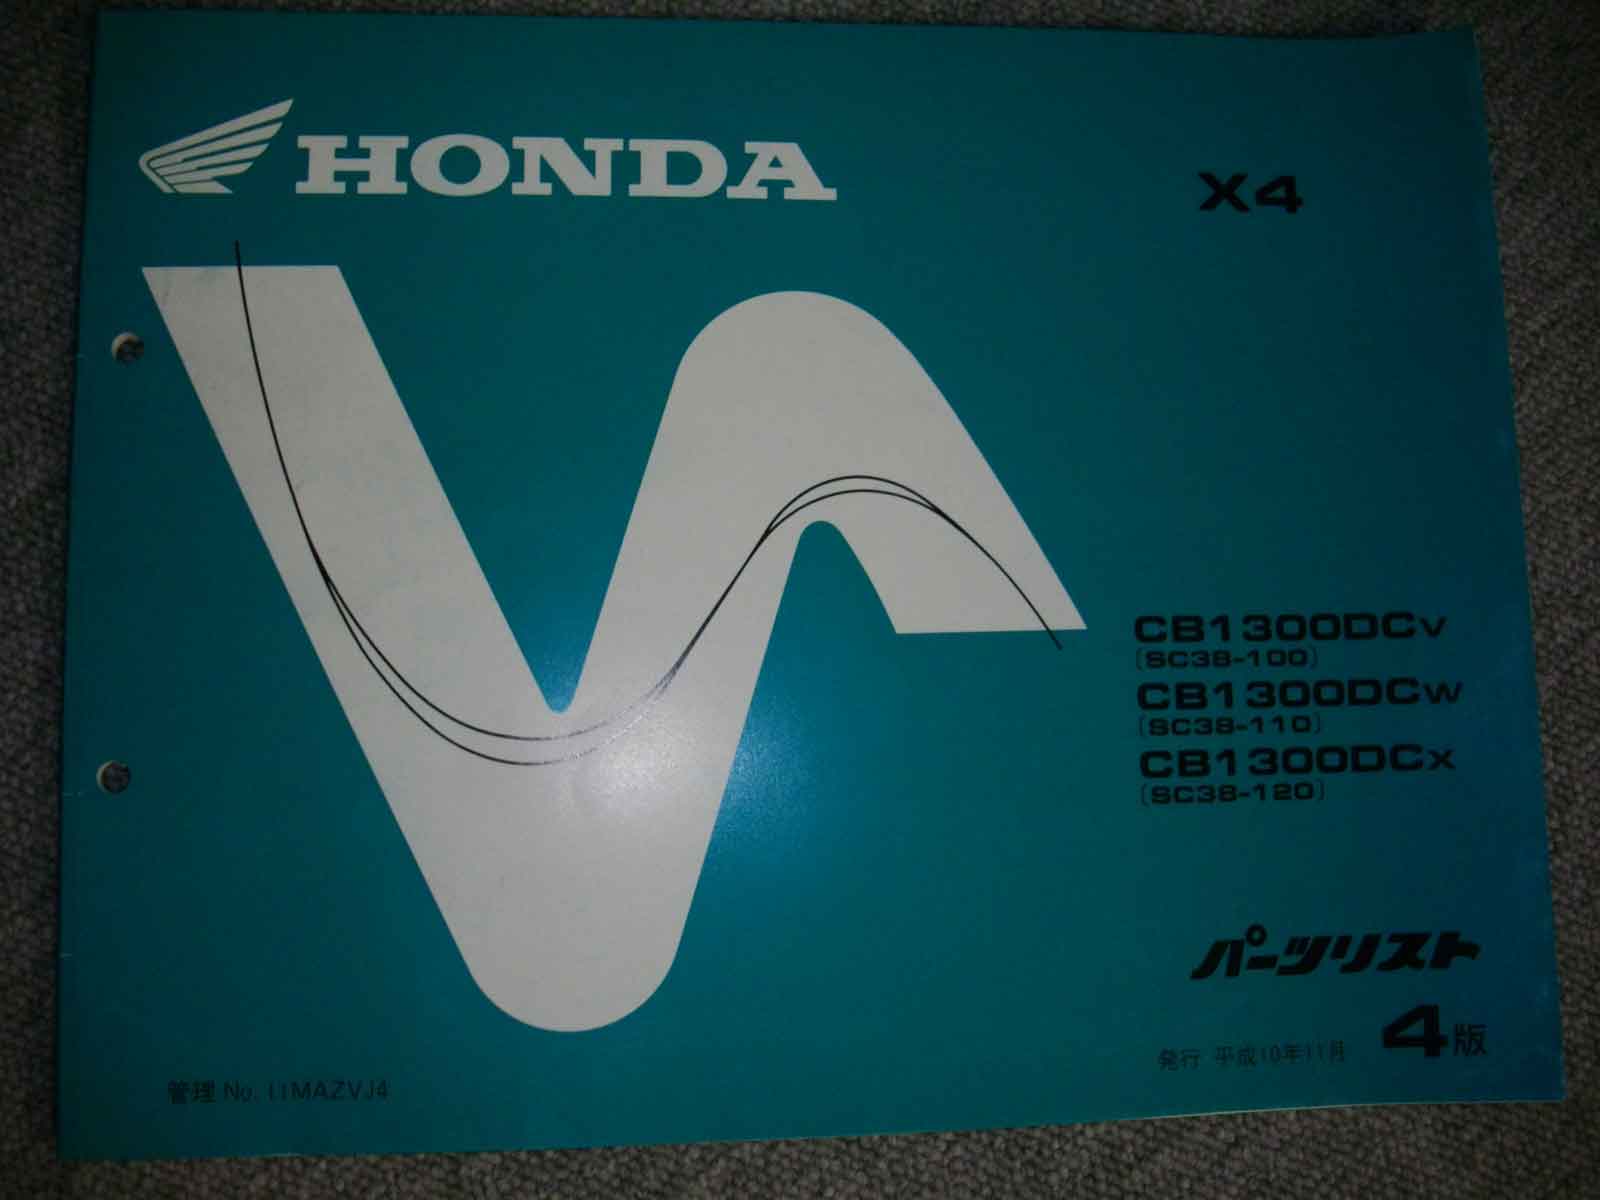 HONDA
X4
CB1300DCV
(SC38-100)
CB1300DCW
(SC38-110)
CB1300DCX
(SC38-120)
パーツリスト
4版
発行 平成10年11月
管理 No. 11MAZVJ4